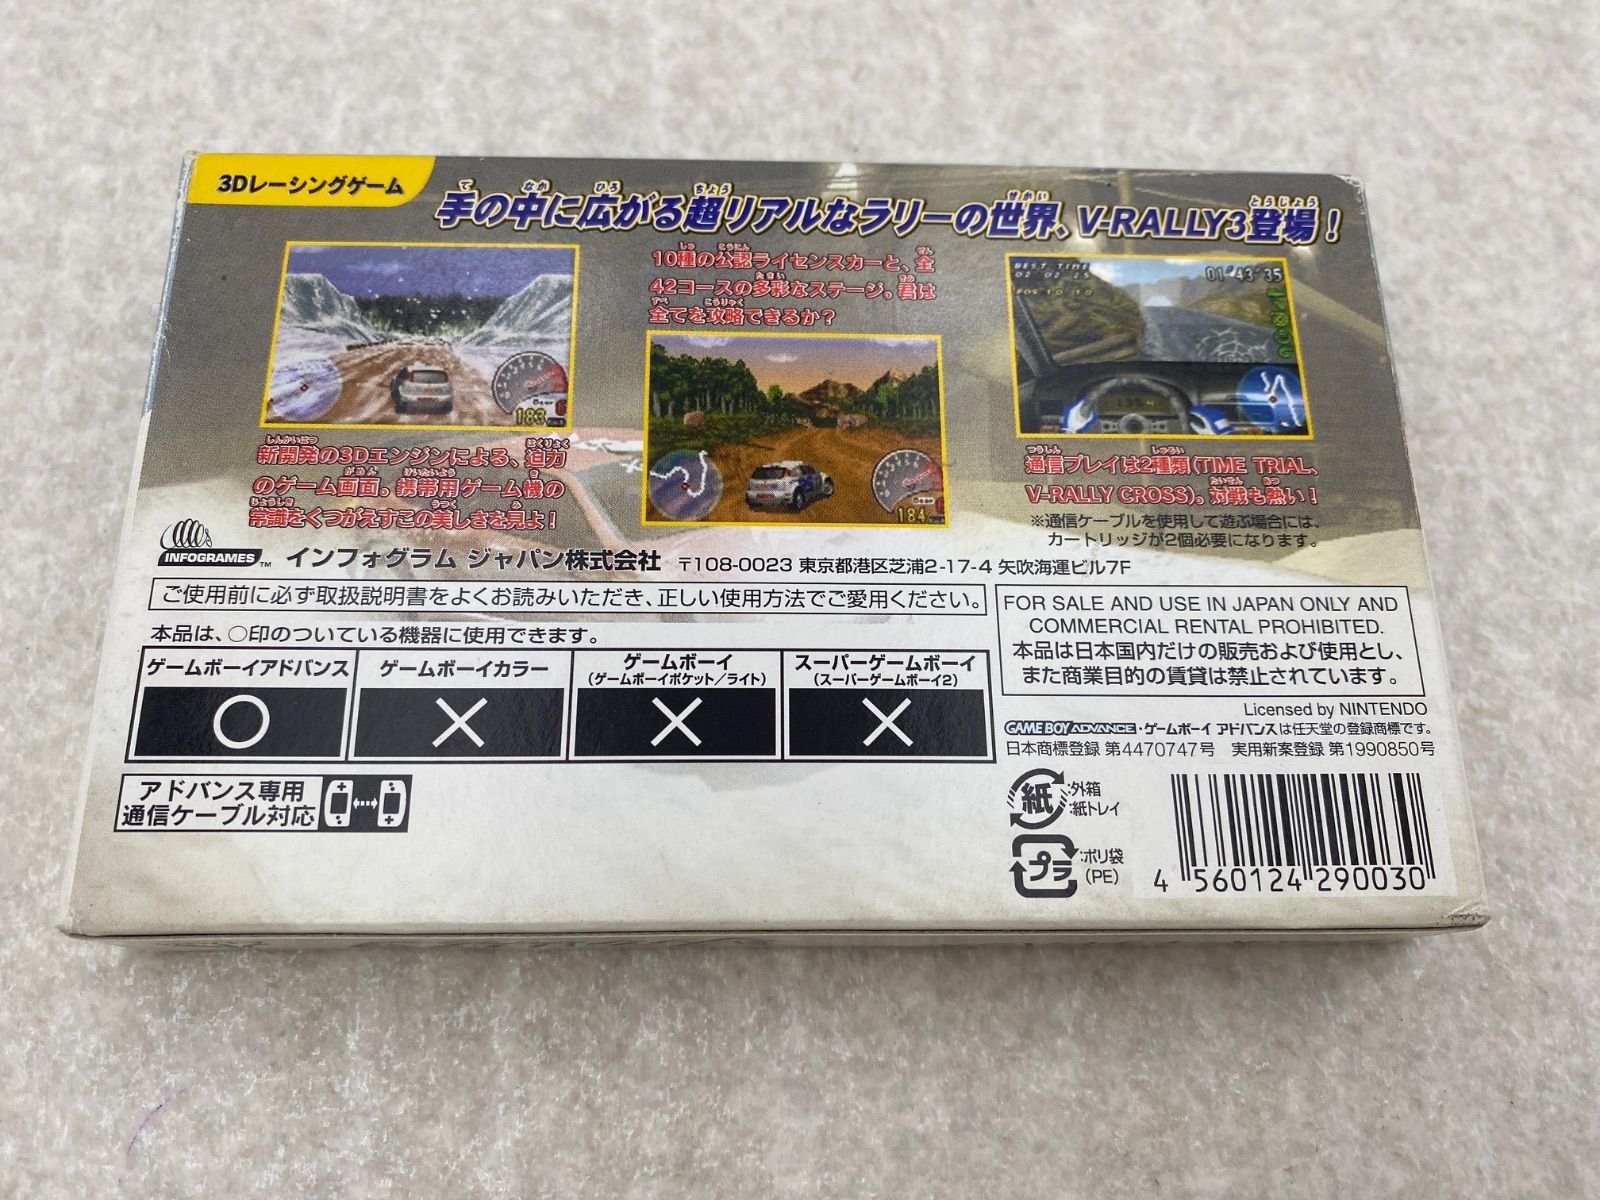 3Dレーシングゲーム
手の中に広がる超リアルなラリーの世界、V-RALLY3登場！
10種の公認ライセンスカーと、全
42コースの多彩なステージ。君は
全てを攻略できるか？
BEST TIME
01'43'35
POS 10/10
183
184
新開発の3Dエンジンによる、迫力
のゲーム画面。携帯用ゲーム機の
常識をくつがえすこの美しさを見よ！
通信プレイは2種類(TIME TRIAL、
V-RALLY CROSS)。対戦も熱い！
※通信ケーブルを使用して遊ぶ場合には、
カートリッジが2個必要になります。
INFOGRAMES™ インフォグラム ジャパン株式会社 〒108-0023 東京都港区芝浦2-17-4 矢吹海運ビル7F
ご使用前に必ず取扱説明書をよくお読みいただき、正しい使用方法でご愛用ください。
本品は、○印のついている機器に使用できます。
ゲームボーイアドバンス
ゲームボーイカラー
ゲームボーイ
(ゲームボーイポケット／ライト)
スーパーゲームボーイ
(スーパーゲームボーイ2)
○
×
×
×
アドバンス専用
通信ケーブル対応
FOR SALE AND USE IN JAPAN ONLY AND
COMMERCIAL RENTAL PROHIBITED.
本品は日本国内だけの販売および使用とし、
また商業目的の賃貸は禁止されています。
Licensed by NINTENDO
GAME BOY ADVANCE・ゲームボーイ アドバンスは任天堂の登録商標です。
日本商標登録 第4470747号 実用新案登録 第1990850号
紙
:外箱
:紙トレイ
プラ
:ポリ袋
(PE)
4 560124 290030